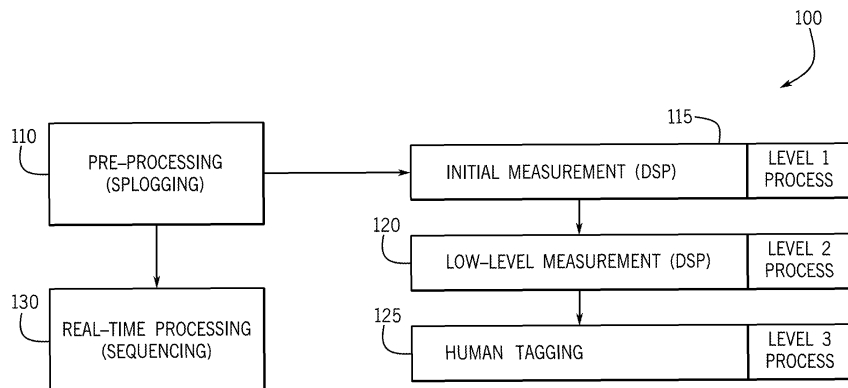 100
110
PRE-PROCESSING
(SPLOGGING)
115
INITIAL MEASUREMENT (DSP)
LEVEL 1
PROCESS
120
LOW-LEVEL MEASUREMENT (DSP)
LEVEL 2
PROCESS
130
REAL-TIME PROCESSING
(SEQUENCING)
125
HUMAN TAGGING
LEVEL 3
PROCESS